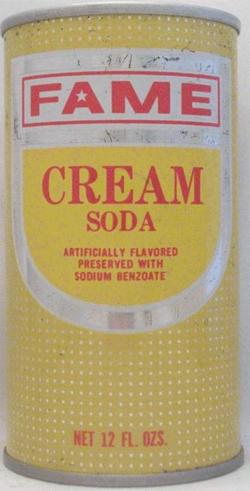 FAME
CREAM
SODA
ARTIFICIALLY FLAVORED
PRESERVED WITH
SODIUM BENZOATE
NET 12 FL. OZS.